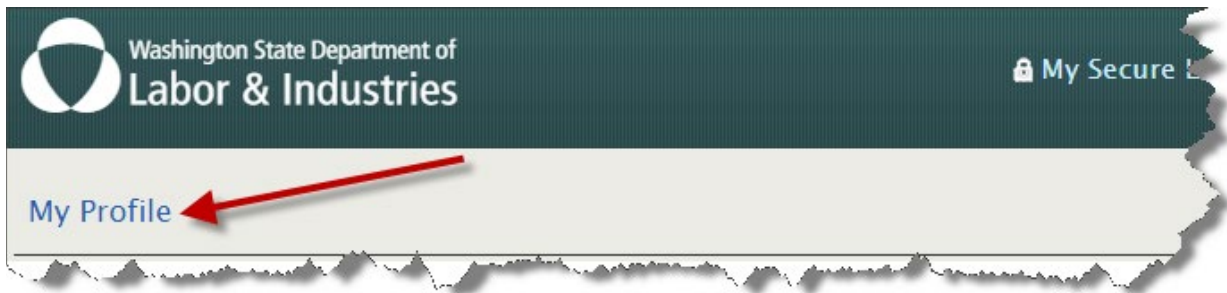 Washington State Department of
Labor & Industries
My Secure
My Profile